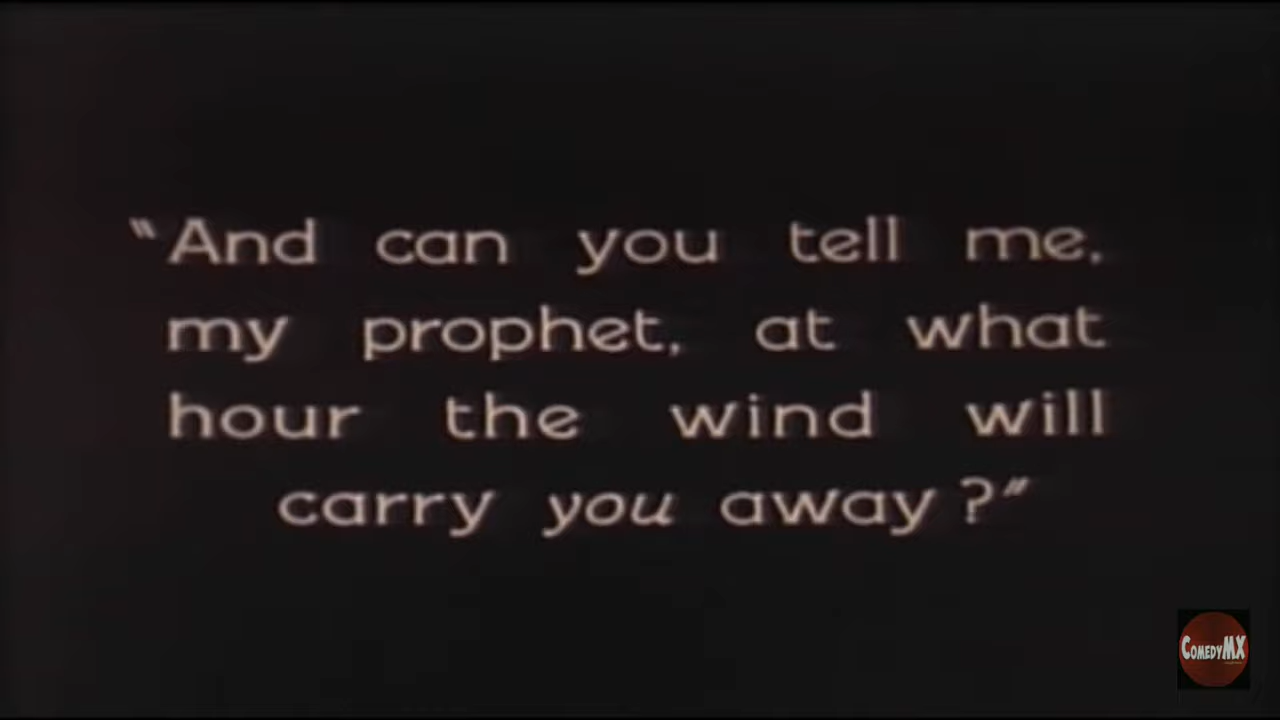 "And can you tell me,
my prophet, at what
hour the wind will
carry you away?"
COMEDYMX